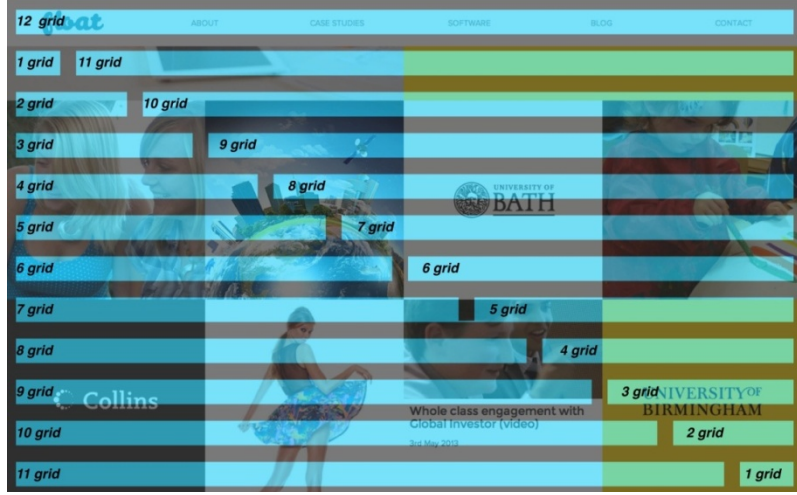 12 grid
float
ABOUT
CASE STUDIES
SOFTWARE
BLOG
CONTACT
1 grid
11 grid
2 grid
10 grid
3 grid
9 grid
4 grid
8 grid
UNIVERSITY OF
BATH
5 grid
7 grid
6 grid
6 grid
7 grid
5 grid
8 grid
4 grid
9 grid
3 grid
Collins
UNIVERSITY OF
BIRMINGHAM
Whole class engagement with
Global Investor (video)
3rd May 2013
10 grid
2 grid
11 grid
1 grid